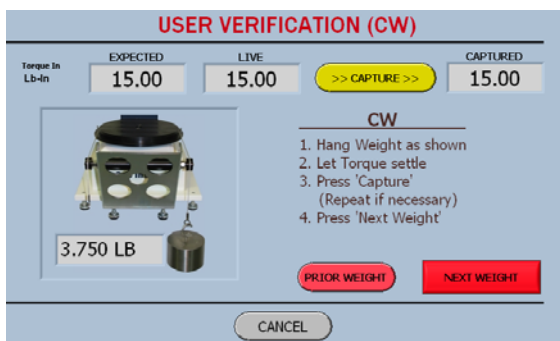 USER VERIFICATION (CW)
Torque In
Lb-In
EXPECTED
15.00
LIVE
15.00
>> CAPTURE >>
CAPTURED
15.00
CW
1. Hang Weight as shown
2. Let Torque settle
3. Press 'Capture'
(Repeat if necessary)
4. Press 'Next Weight'
3.750 LB
PRIOR WEIGHT
NEXT WEIGHT
CANCEL